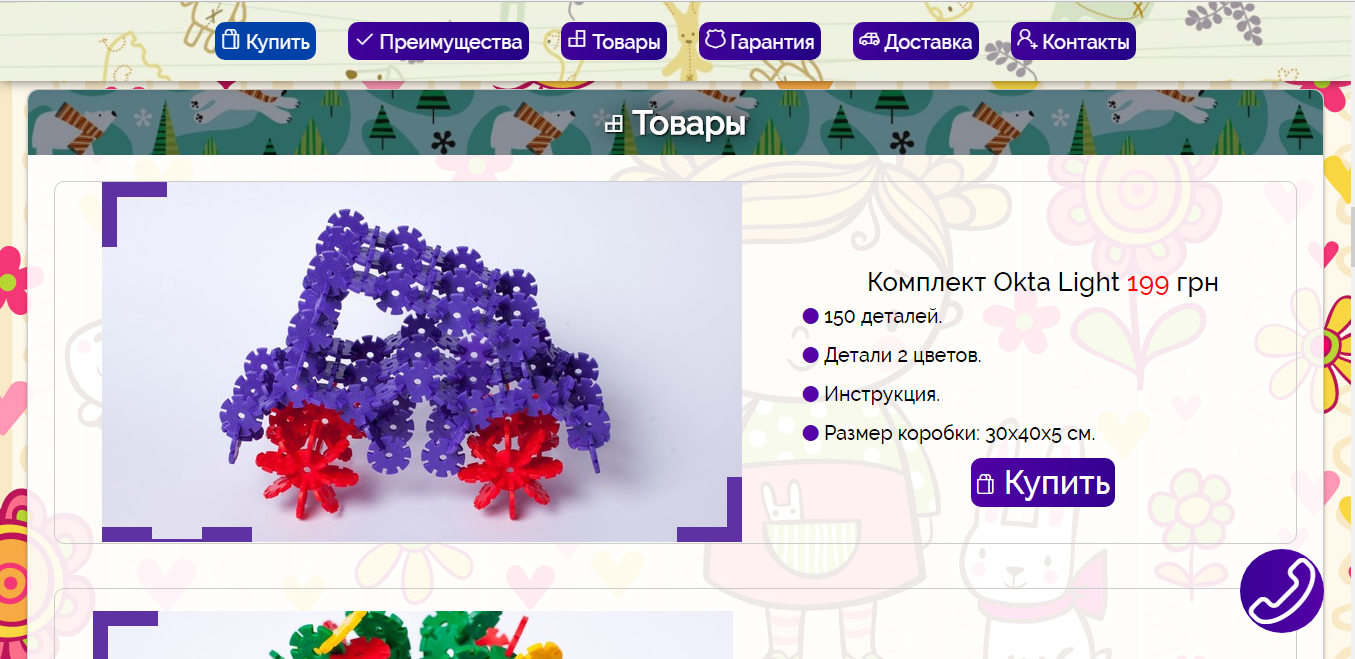 Купить
Преимущества
Товары
Гарантия
Доставка
Контакты
Товары
Комплект Okta Light 199 грн
150 деталей.
Детали 2 цветов.
Инструкция.
Размер коробки: 30x40x5 см.
Купить